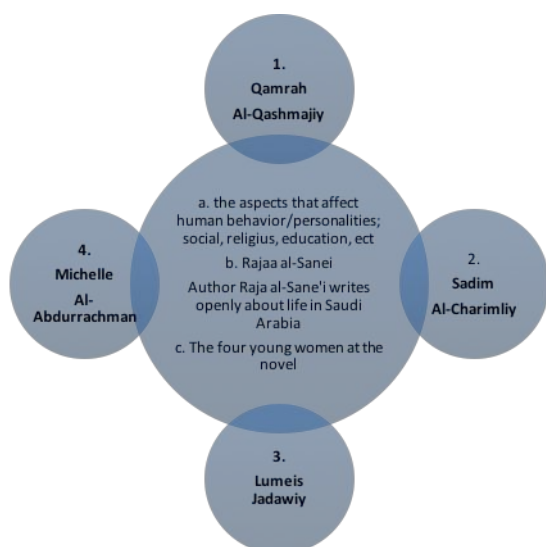 1.
Qamrah
Al-Qashmajiy
a. the aspects that affect
human behavior/personalities;
social, religius, education, ect
b. Rajaa al-Sanei
Author Raja al-Sane'i writes
openly about life in Saudi
Arabia
c. The four young women at the
novel
2.
Sadim
Al-Charimliy
3.
Lumeis
Jadawiy
4.
Michelle
Al-
Abdurrachman